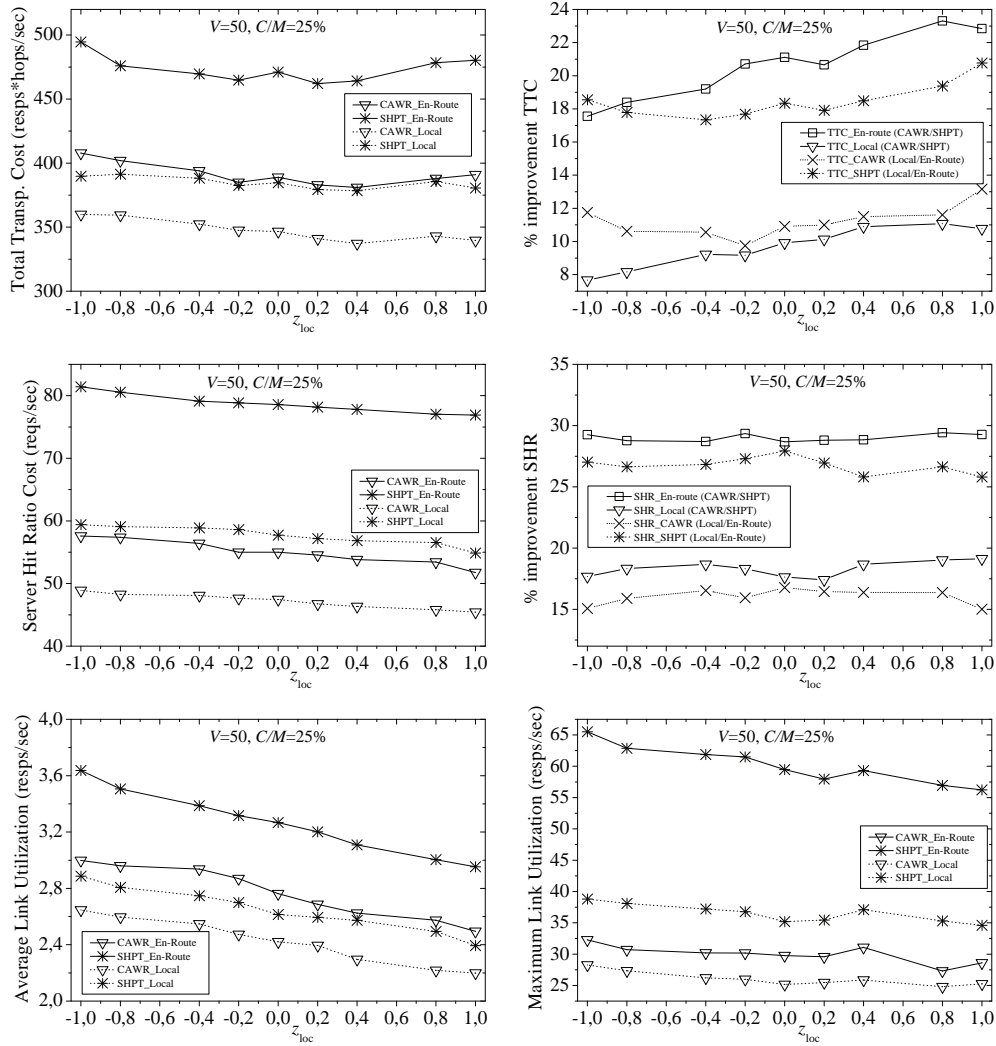 V=50, C/M=25%
Total Transp. Cost (resps*hops/sec)
500
450
400
350
300
CAWR_En-Route
SHPT_En-Route
CAWR_Local
SHPT_Local
-1,0 -0,8 -0,6 -0,4 -0,2 0,0 0,2 0,4 0,6 0,8 1,0
z_loc
V=50, C/M=25%
% improvement TTC
24
22
20
18
16
14
12
10
8
TTC_En-route (CAWR/SHPT)
TTC_Local (CAWR/SHPT)
TTC_CAWR (Local/En-Route)
TTC_SHPT (Local/En-Route)
-1,0 -0,8 -0,6 -0,4 -0,2 0,0 0,2 0,4 0,6 0,8 1,0
z_loc
V=50, C/M=25%
Server Hit Ratio Cost (reqs/sec)
80
70
60
50
40
CAWR_En-Route
SHPT_En-Route
CAWR_Local
SHPT_Local
-1,0 -0,8 -0,6 -0,4 -0,2 0,0 0,2 0,4 0,6 0,8 1,0
z_loc
V=50, C/M=25%
% improvement SHR
35
30
25
20
15
SHR_En-route (CAWR/SHPT)
SHR_Local (CAWR/SHPT)
SHR_CAWR (Local/En-Route)
SHR_SHPT (Local/En-Route)
-1,0 -0,8 -0,6 -0,4 -0,2 0,0 0,2 0,4 0,6 0,8 1,0
z_loc
V=50, C/M=25%
Average Link Utilization (resps/sec)
4,0
3,6
3,2
2,8
2,4
2,0
CAWR_En-Route
SHPT_En-Route
CAWR_Local
SHPT_Local
-1,0 -0,8 -0,6 -0,4 -0,2 0,0 0,2 0,4 0,6 0,8 1,0
z_loc
V=50, C/M=25%
Maximum Link Utilization (resps/sec)
65
60
55
50
45
40
35
30
25
CAWR_En-Route
SHPT_En-Route
CAWR_Local
SHPT_Local
-1,0 -0,8 -0,6 -0,4 -0,2 0,0 0,2 0,4 0,6 0,8 1,0
z_loc